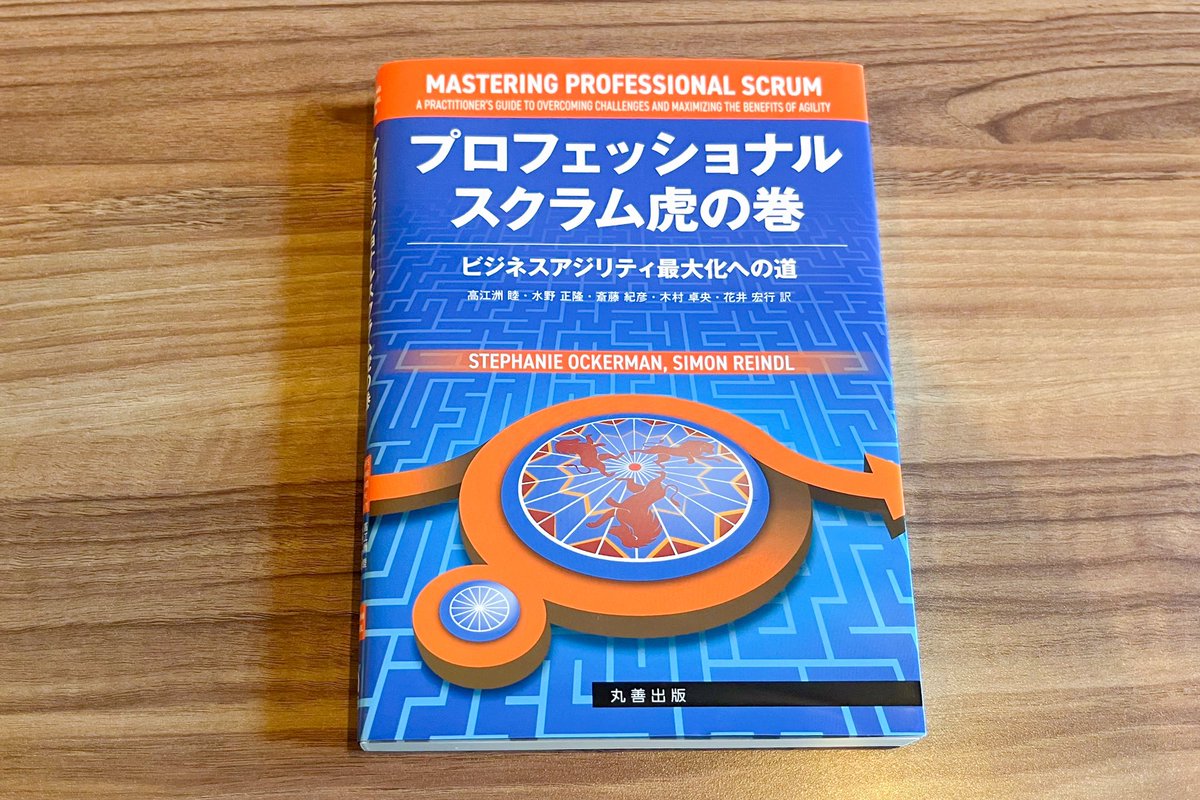 MASTERING PROFESSIONAL SCRUM
A PRACTITIONER'S GUIDE TO OVERCOMING CHALLENGES AND MAXIMIZING THE BENEFITS OF AGILITY
プロフェッショナル
スクラム虎の巻
ビジネスアジリティ最大化への道
高江洲 睦・水野 正隆・斎藤 紀彦・木村 卓央・花井 宏行 訳
STEPHANIE OCKERMAN, SIMON REINDL
丸善出版